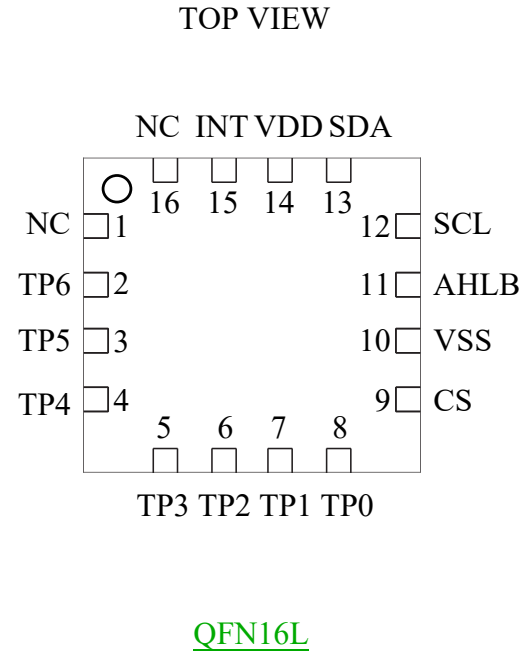 TOP VIEW
NC INT VDD SDA
16 15 14 13
NC 1 12 SCL
TP6 2 11 AHLB
TP5 3 10 VSS
TP4 4 9 CS
5 6 7 8
TP3 TP2 TP1 TP0
QFN16L